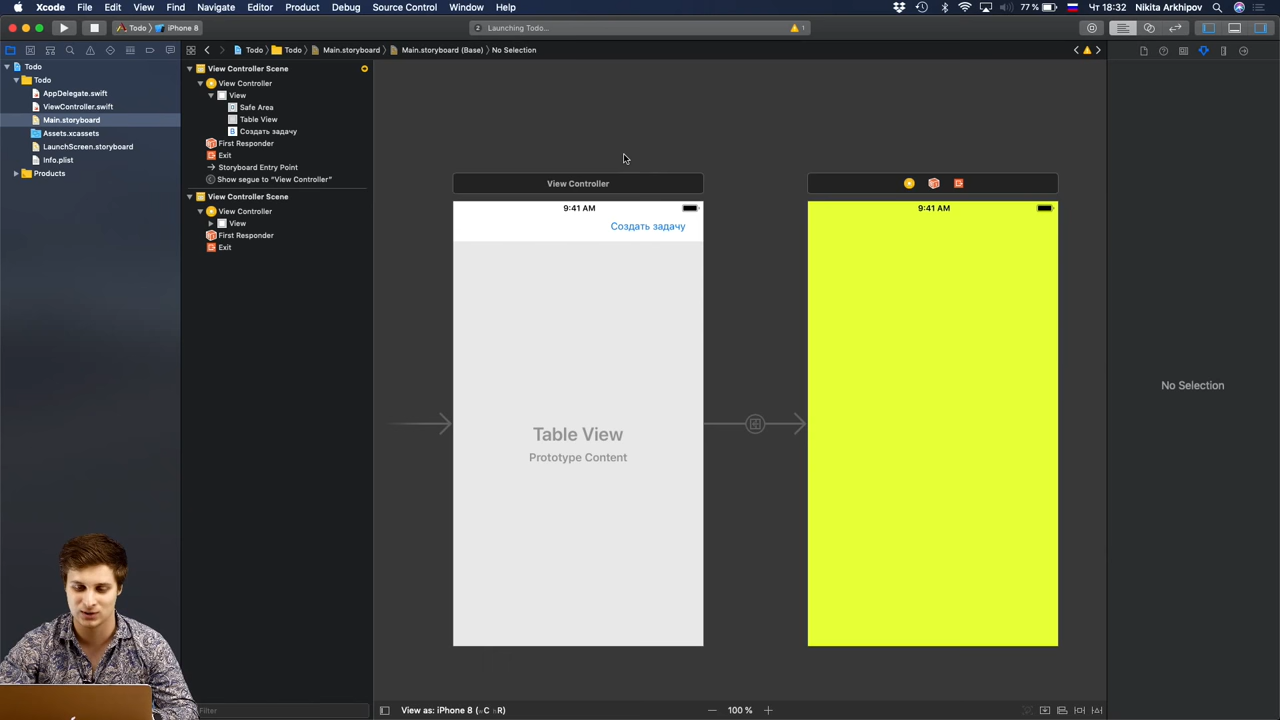 Xcode File Edit View Find Navigate Editor Product Debug Source Control Window Help 77% Чт 18:32 Nikita Arkhipov
Todo iPhone 8 2 Launching Todo... 1
Todo Todo Main.storyboard Main.storyboard (Base) No Selection
Todo
Todo
AppDelegate.swift
ViewController.swift
Main.storyboard
Assets.xcassets
LaunchScreen.storyboard
Info.plist
Products
View Controller Scene
View Controller
View
Safe Area
Table View
B Создать задачу
First Responder
Exit
Storyboard Entry Point
Show segue to “View Controller”
View Controller Scene
View Controller
View
First Responder
Exit
View Controller
9:41 AM
Создать задачу
Table View
Prototype Content
9:41 AM
No Selection
Filter
View as: iPhone 8 (wC hR)
100 %